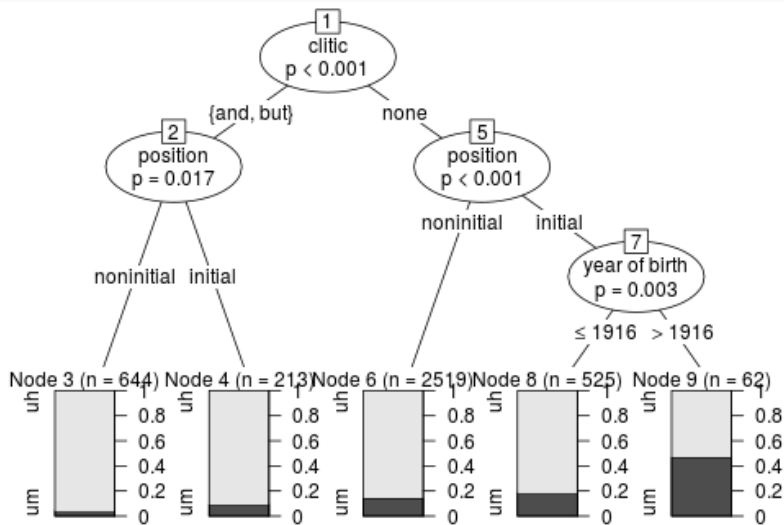 1
clitic
p < 0.001
{and, but}
none
2
position
p = 0.017
5
position
p < 0.001
noninitial
initial
noninitial
initial
7
year of birth
p = 0.003
≤ 1916
> 1916
Node 3 (n = 644)
Node 4 (n = 213)
Node 6 (n = 2519)
Node 8 (n = 525)
Node 9 (n = 62)
uh
um
1
0.8
0.6
0.4
0.2
0
uh
um
1
0.8
0.6
0.4
0.2
0
uh
um
1
0.8
0.6
0.4
0.2
0
uh
um
1
0.8
0.6
0.4
0.2
0
uh
um
1
0.8
0.6
0.4
0.2
0